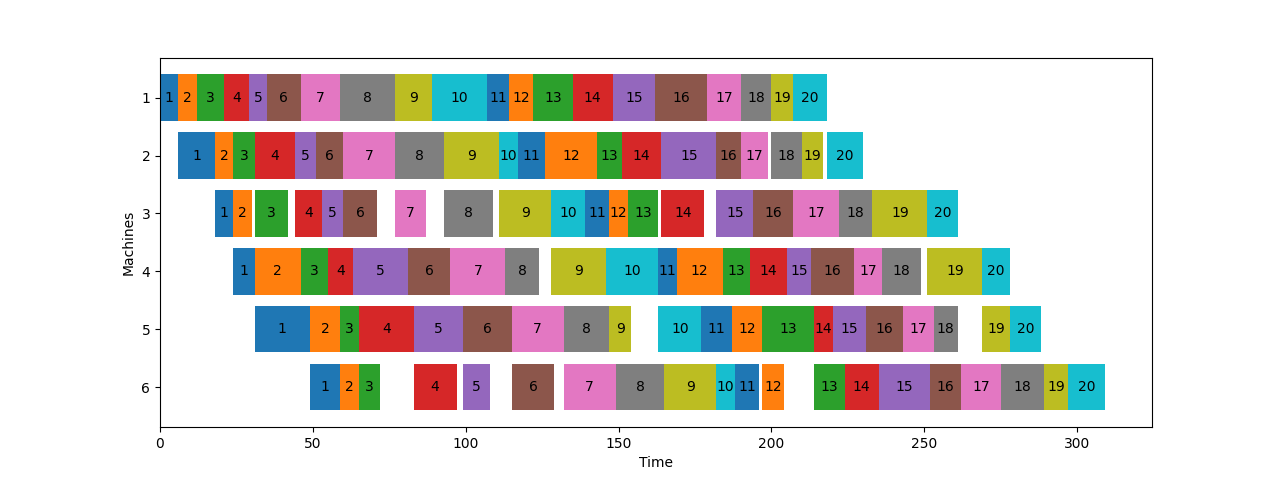 1 1 2 3 4 5 6 7 8 9 10 11 12 13 14 15 16 17 18 19 20
2 1 2 3 4 5 6 7 8 9 10 11 12 13 14 15 16 17 18 19 20
3 1 2 3 4 5 6 7 8 9 10 11 12 13 14 15 16 17 18 19 20
Machines
4 1 2 3 4 5 6 7 8 9 10 11 12 13 14 15 16 17 18 19 20
5 1 2 3 4 5 6 7 8 9 10 11 12 13 14 15 16 17 18 19 20
6 1 2 3 4 5 6 7 8 9 10 11 12 13 14 15 16 17 18 19 20
0 50 100 150 200 250 300
Time